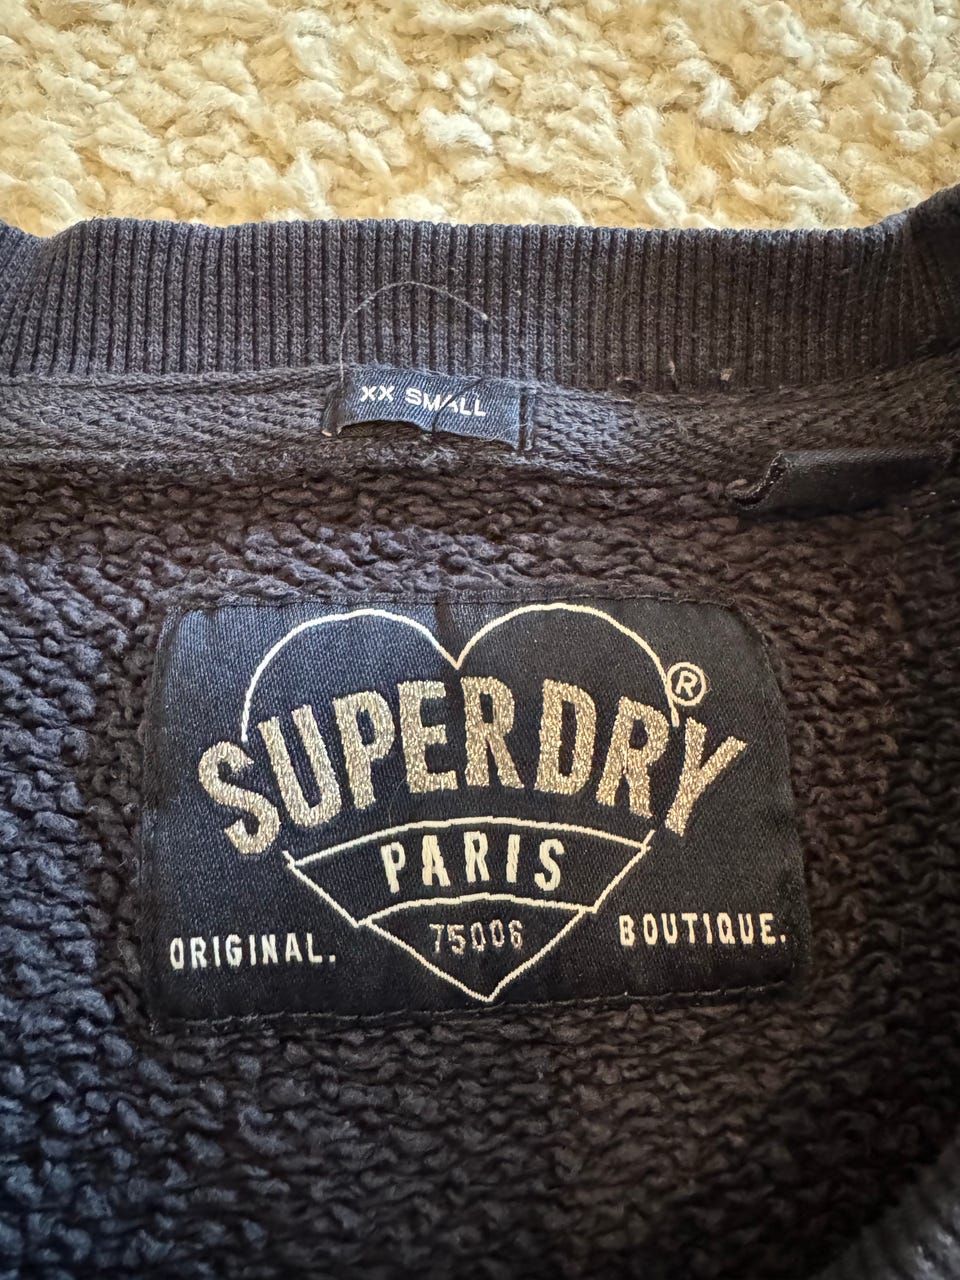 XX SMALL
SUPERDRY®
PARIS
ORIGINAL. 75006 BOUTIQUE.